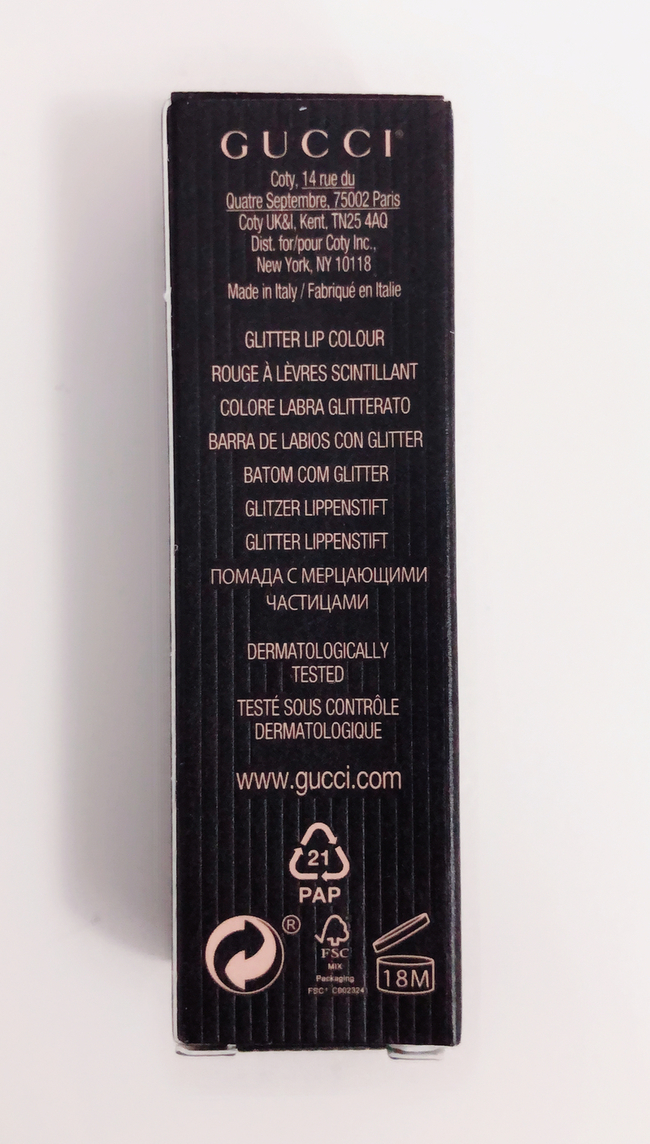 GUCCI®
Coty, 14 rue du
Quatre Septembre, 75002 Paris
Coty UK&I, Kent, TN25 4AQ
Dist. for/pour Coty Inc.,
New York, NY 10118
Made in Italy / Fabriqué en Italie
GLITTER LIP COLOUR
ROUGE À LÈVRES SCINTILLANT
COLORE LABRA GLITTERATO
BARRA DE LABIOS CON GLITTER
BATOM COM GLITTER
GLITZER LIPPENSTIFT
GLITTER LIPPENSTIFT
ПОМАДА С МЕРЦАЮЩИМИ
ЧАСТИЦАМИ
DERMATOLOGICALLY
TESTED
TESTÉ SOUS CONTRÔLE
DERMATOLOGIQUE
www.gucci.com
21
PAP
®
FSC
MIX
Packaging
FSC® C002324
18M